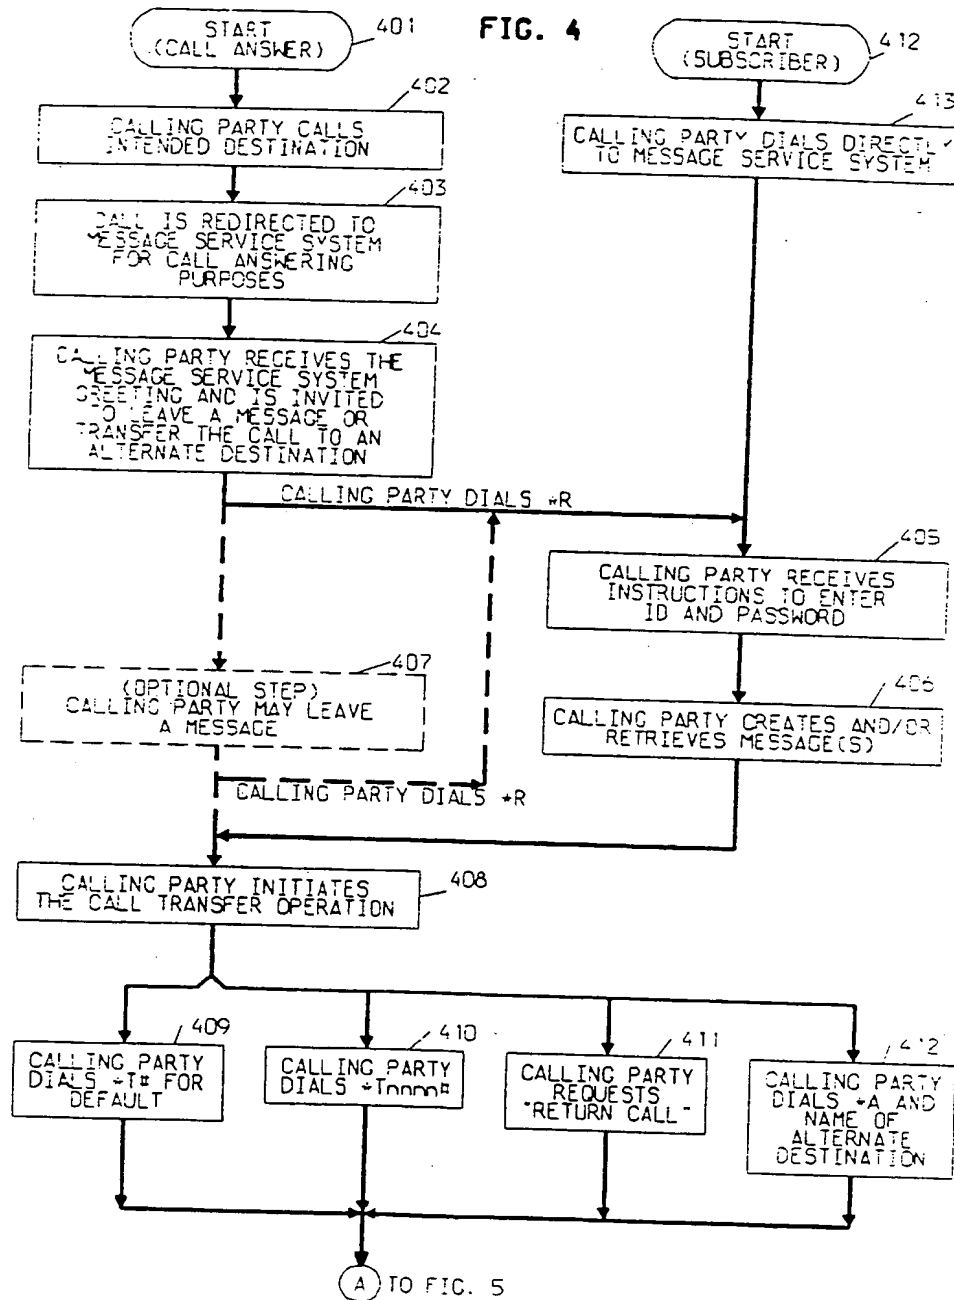 FIG. 4
START
(CALL ANSWER)
401
402
CALLING PARTY CALLS
INTENDED DESTINATION
403
CALL IS REDIRECTED TO
MESSAGE SERVICE SYSTEM
FOR CALL ANSWERING
PURPOSES
404
CALLING PARTY RECEIVES THE
MESSAGE SERVICE SYSTEM
GREETING AND IS INVITED
TO LEAVE A MESSAGE OR
TRANSFER THE CALL TO AN
ALTERNATE DESTINATION
CALLING PARTY DIALS *R
START
(SUBSCRIBER)
412
413
CALLING PARTY DIALS DIRECTLY
TO MESSAGE SERVICE SYSTEM
405
CALLING PARTY RECEIVES
INSTRUCTIONS TO ENTER
ID AND PASSWORD
406
CALLING PARTY CREATES AND/OR
RETRIEVES MESSAGE(S)
407
(OPTIONAL STEP)
CALLING PARTY MAY LEAVE
A MESSAGE
CALLING PARTY DIALS *R
408
CALLING PARTY INITIATES
THE CALL TRANSFER OPERATION
409
CALLING PARTY
DIALS *T# FOR
DEFAULT
410
CALLING PARTY
DIALS *Tnnnn#
411
CALLING PARTY
REQUESTS
"RETURN CALL"
412
CALLING PARTY
DIALS *A AND
NAME OF
ALTERNATE
DESTINATION
A TO FIG. 5